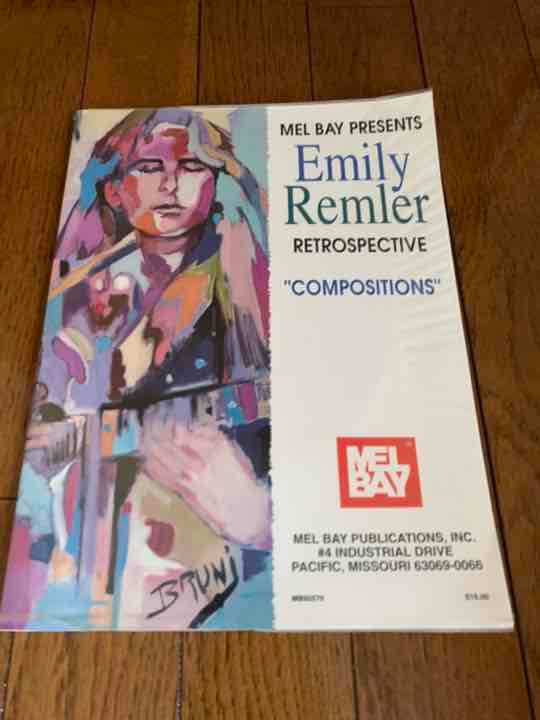 MEL BAY PRESENTS
Emily
Remler
RETROSPECTIVE
"COMPOSITIONS"
MEL
BAY
MEL BAY PUBLICATIONS, INC.
#4 INDUSTRIAL DRIVE
PACIFIC, MISSOURI 63069-0066
BRUNI